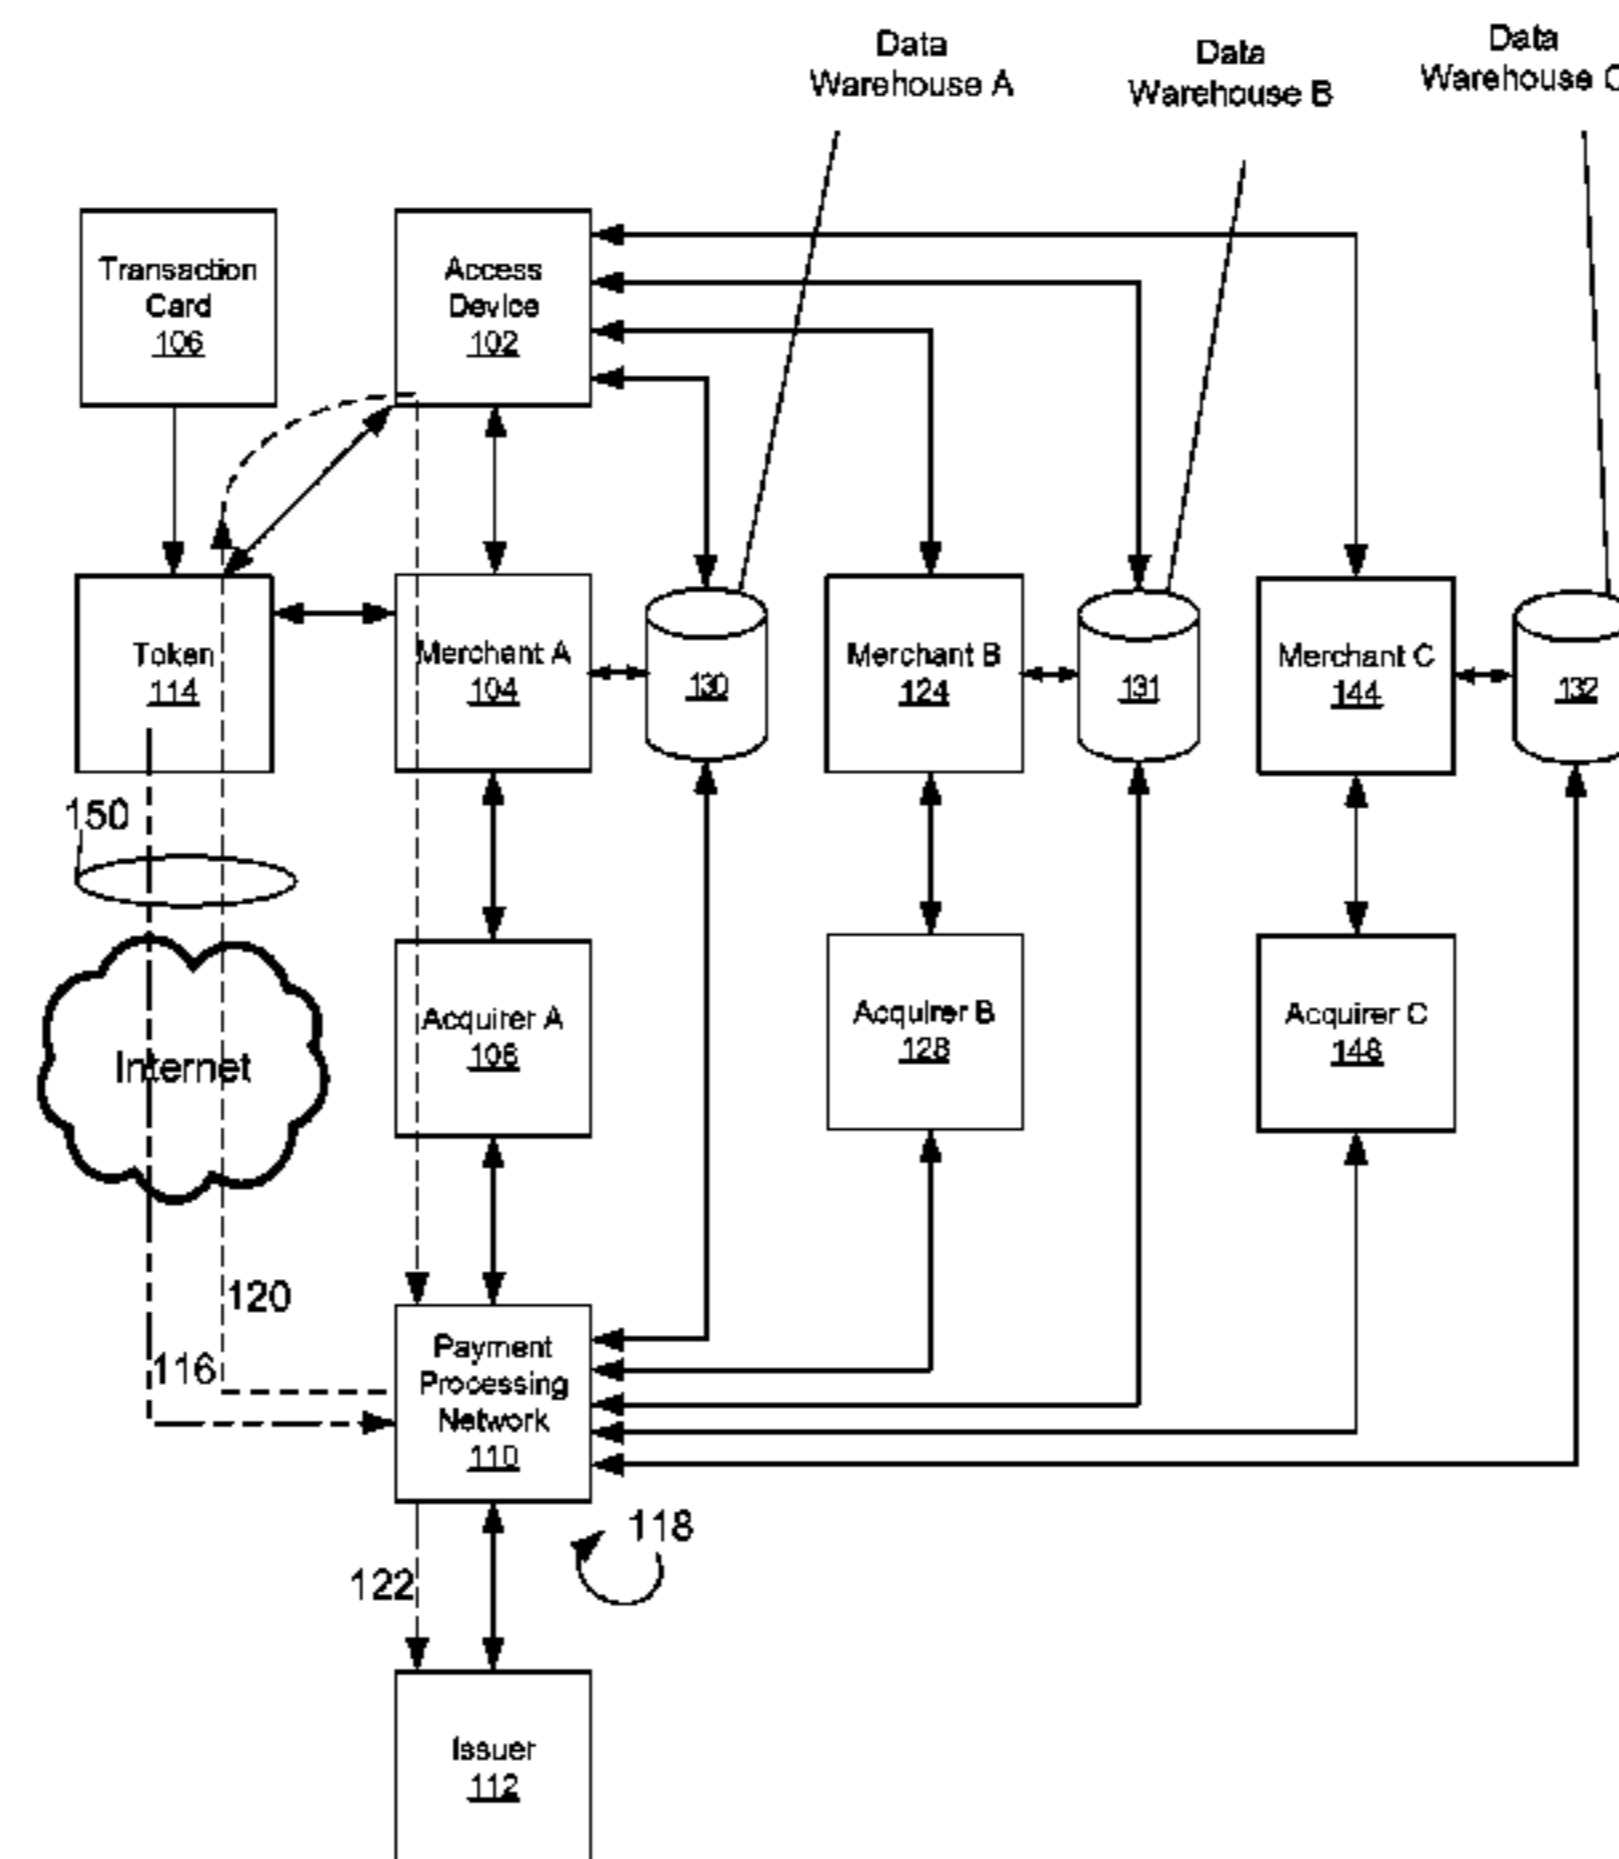 Data
Warehouse A
Data
Warehouse B
Data
Warehouse C
Transaction
Card
106
Access
Device
102
Token
114
Merchant A
104
130
Merchant B
124
131
Merchant C
144
132
150
Internet
Acquirer A
108
Acquirer B
128
Acquirer C
148
120
116
Payment
Processing
Network
110
118
122
Issuer
112